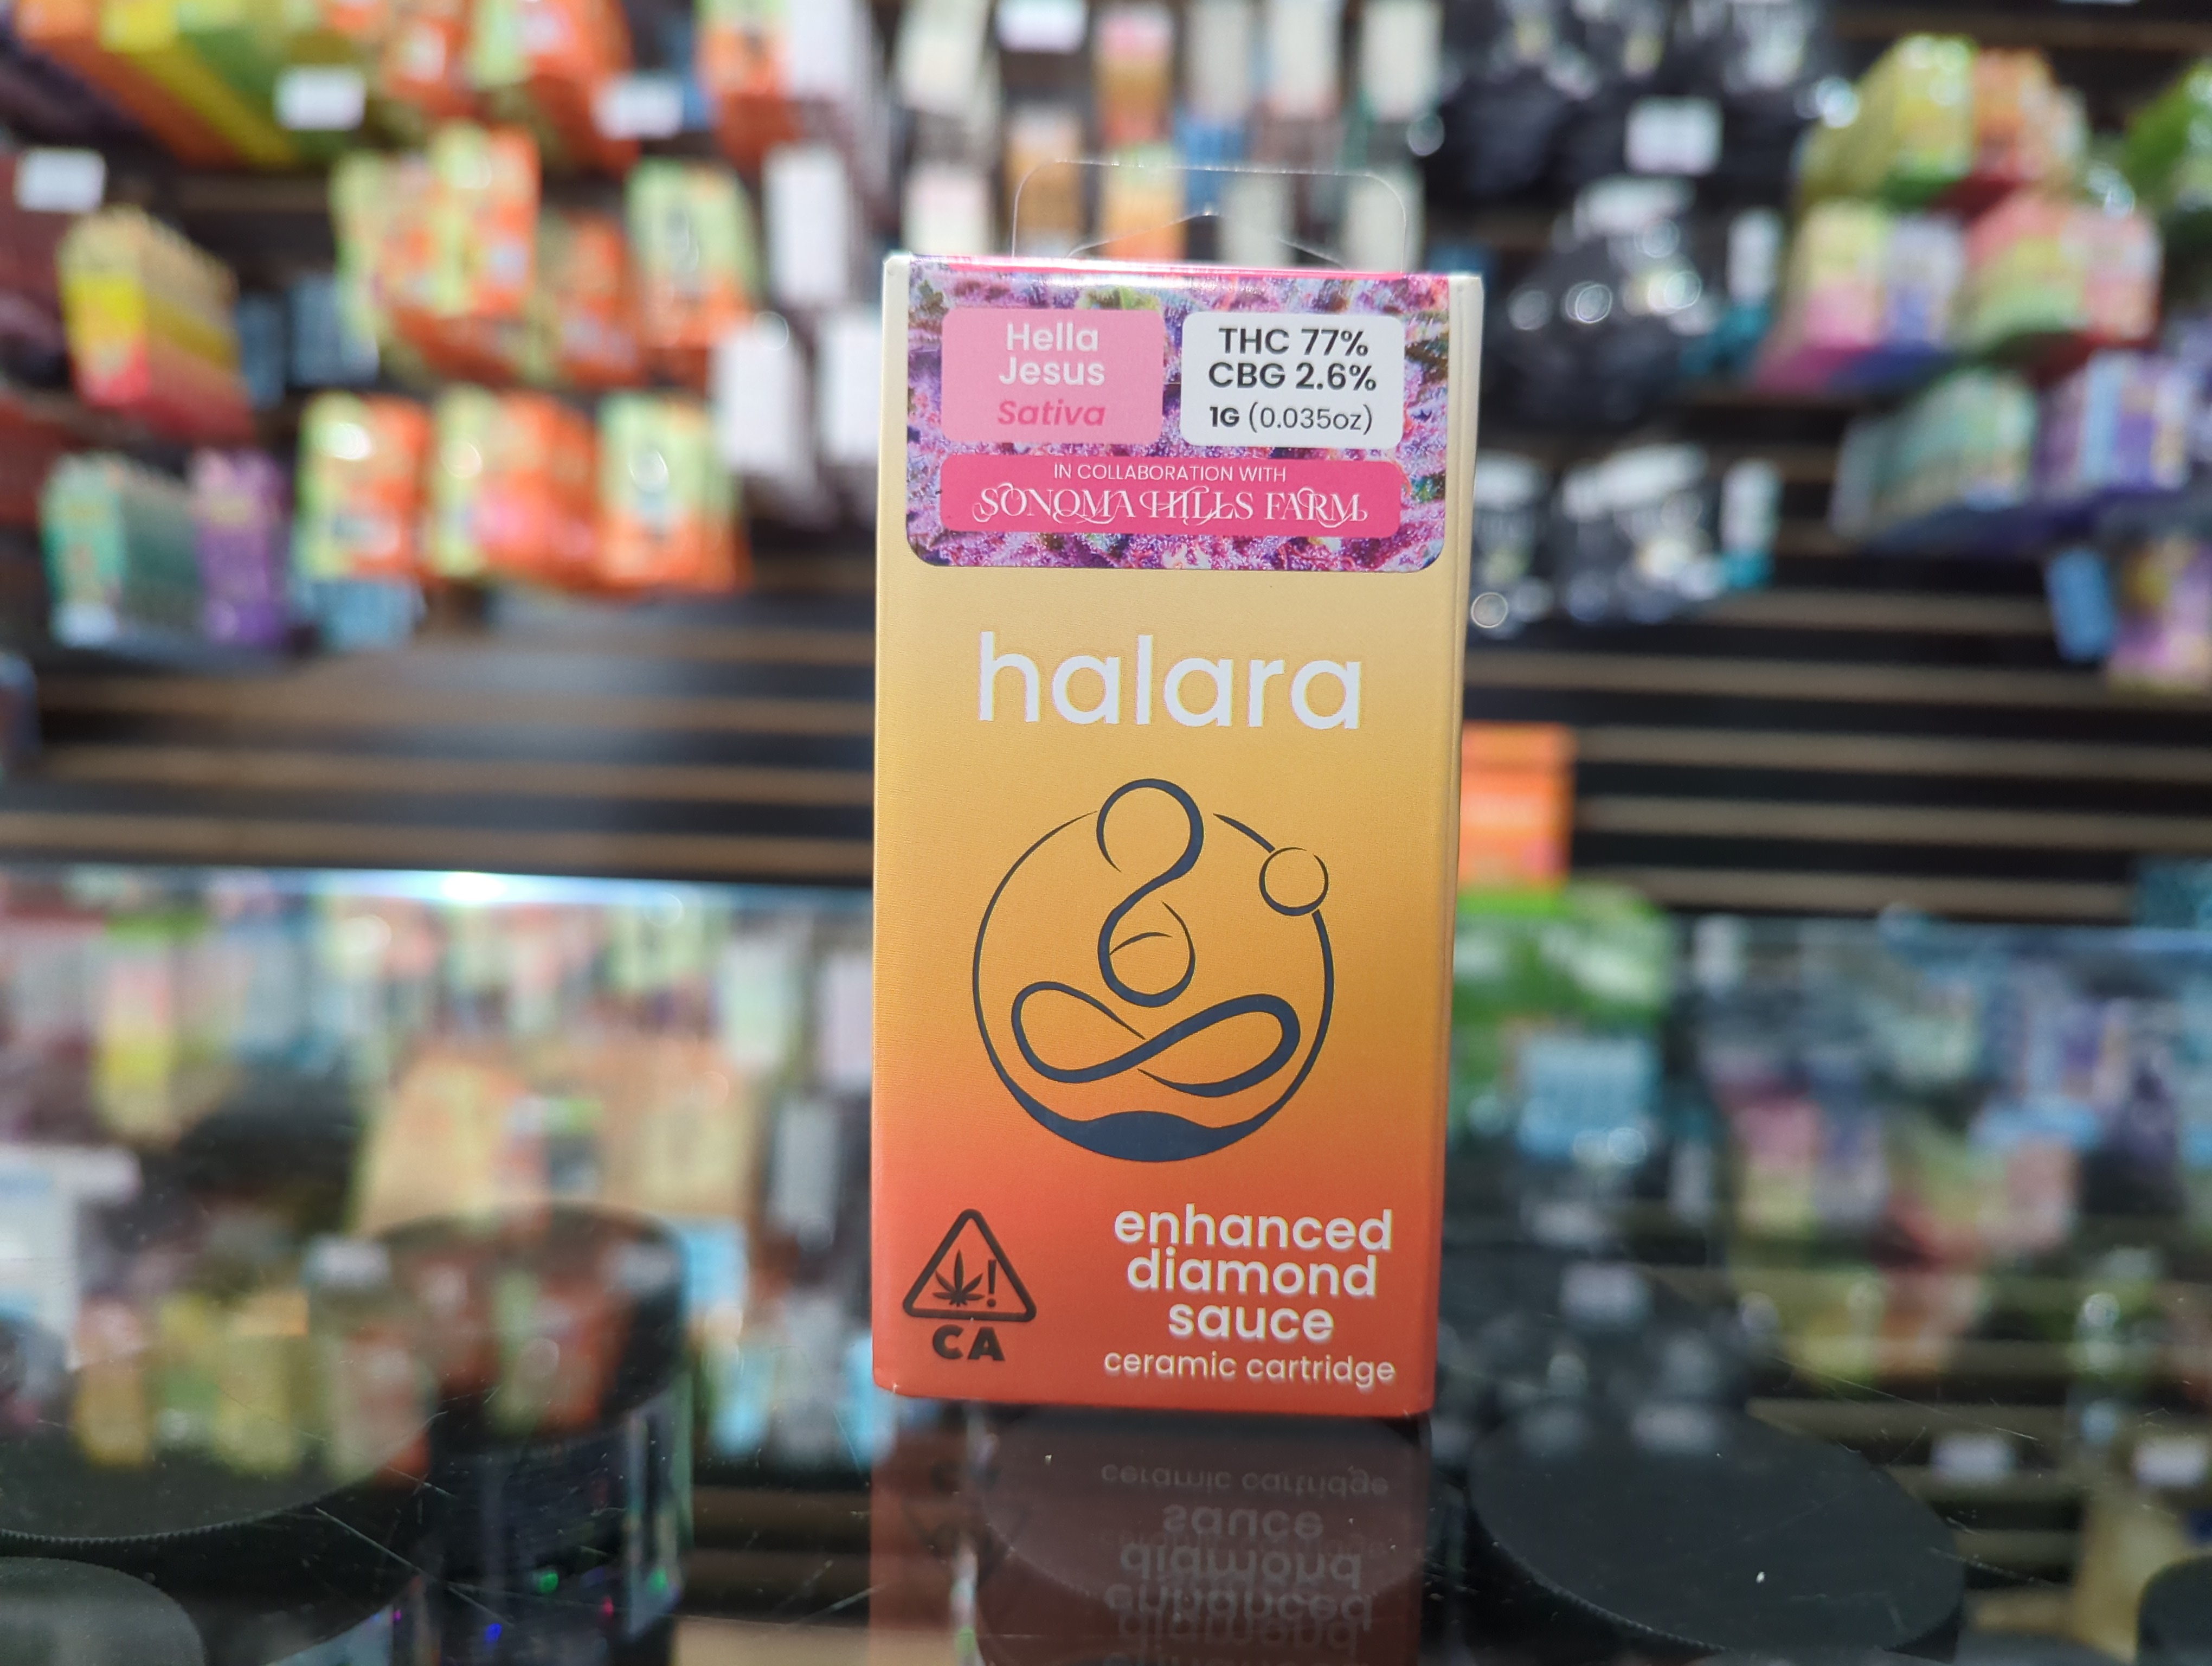 Hella
Jesus
Sativa
THC 77%
CBG 2.6%
1G (0.035oz)
IN COLLABORATION WITH
SONOMA HILLS FARM
halara
enhanced
diamond
sauce
ceramic cartridge
CA